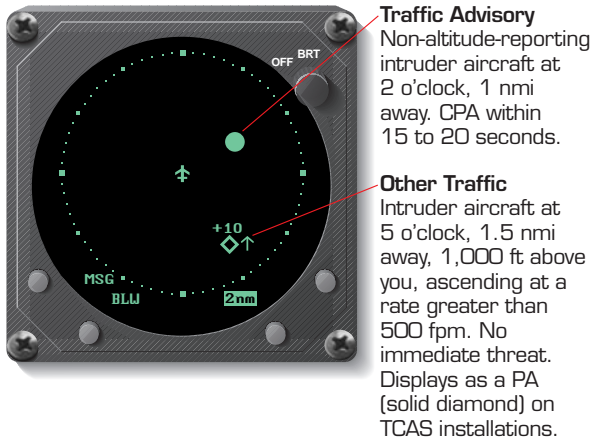 OFF
BRT
+10
MSG
BLW
2nm
Traffic Advisory
Non-altitude-reporting
intruder aircraft at
2 o’clock, 1 nmi
away. CPA within
15 to 20 seconds.
Other Traffic
Intruder aircraft at
5 o’clock, 1.5 nmi
away, 1,000 ft above
you, ascending at a
rate greater than
500 fpm. No
immediate threat.
Displays as a PA
(solid diamond) on
TCAS installations.